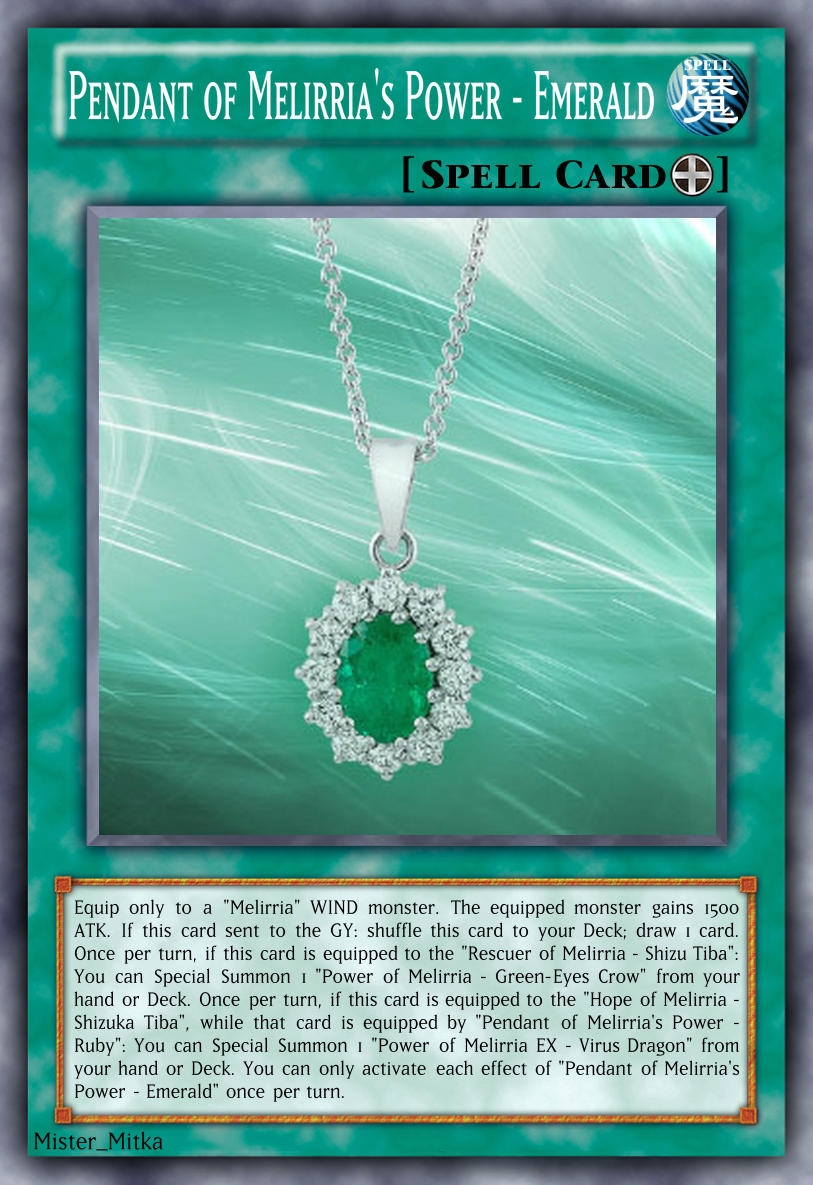 Pendant of Melirria's Power - Emerald
SPELL
魔
[Spell Card]
Equip only to a "Melirria" WIND monster. The equipped monster gains 1500
ATK. If this card sent to the GY: shuffle this card to your Deck; draw 1 card.
Once per turn, if this card is equipped to the "Rescuer of Melirria - Shizu Tiba":
You can Special Summon 1 "Power of Melirria - Green-Eyes Crow" from your
hand or Deck. Once per turn, if this card is equipped to the "Hope of Melirria -
Shizuka Tiba", while that card is equipped by "Pendant of Melirria's Power -
Ruby": You can Special Summon 1 "Power of Melirria EX - Virus Dragon" from
your hand or Deck. You can only activate each effect of "Pendant of Melirria's
Power - Emerald" once per turn.
Mister_Mitka